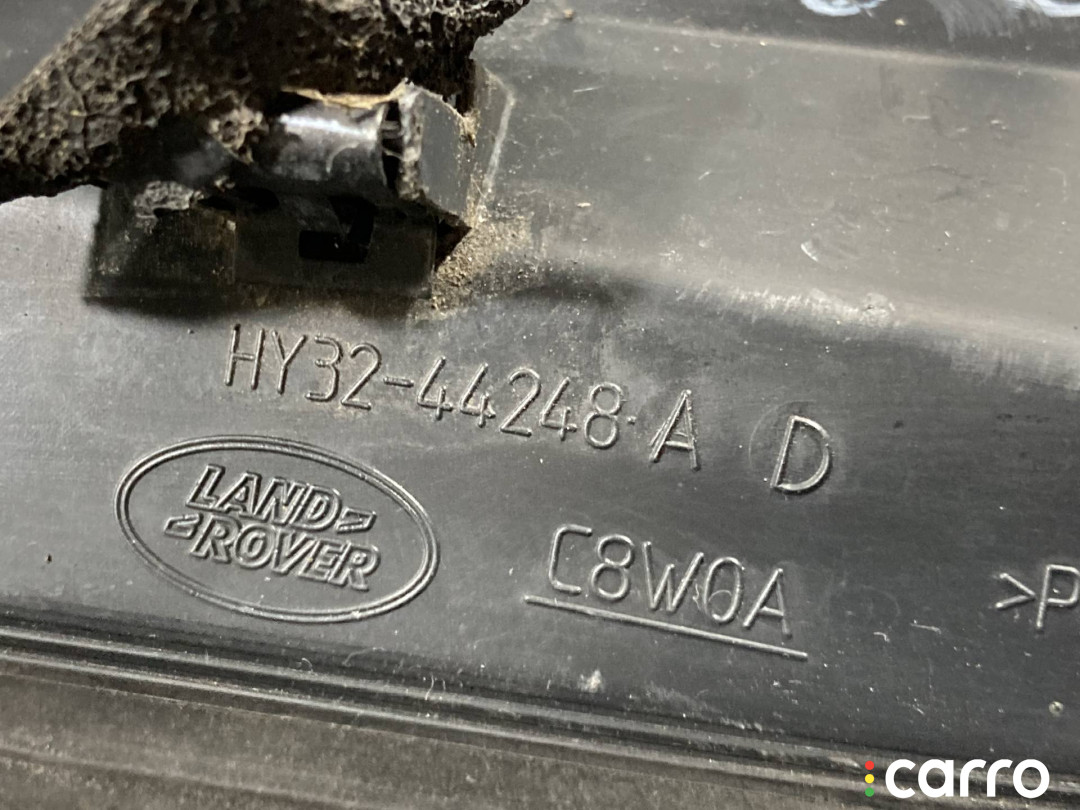 HY32-44248-A D
LAND
ROVER
C8W0A
>P
carro